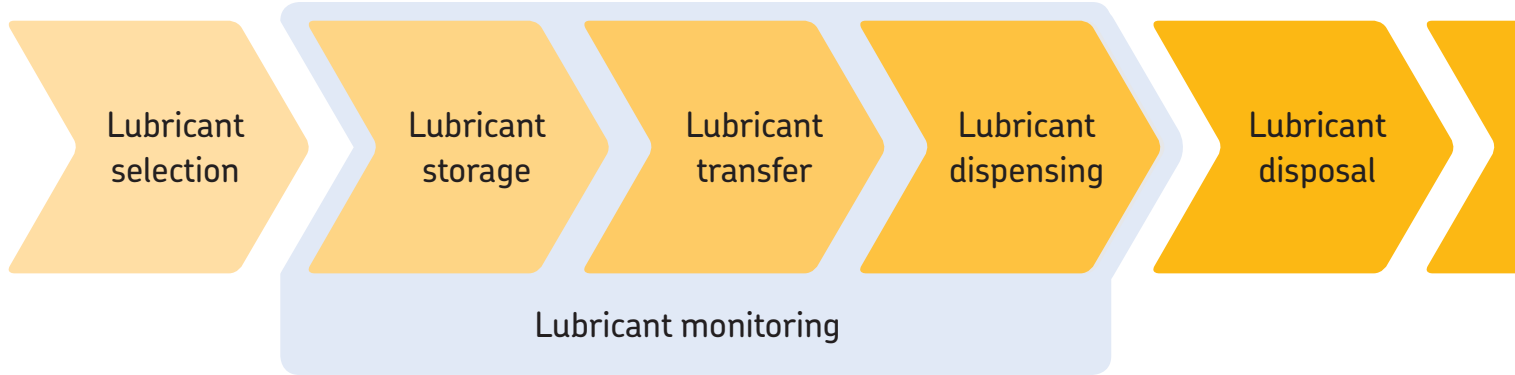 Lubricant
selection
Lubricant
storage
Lubricant
transfer
Lubricant
dispensing
Lubricant
disposal
Lubricant monitoring